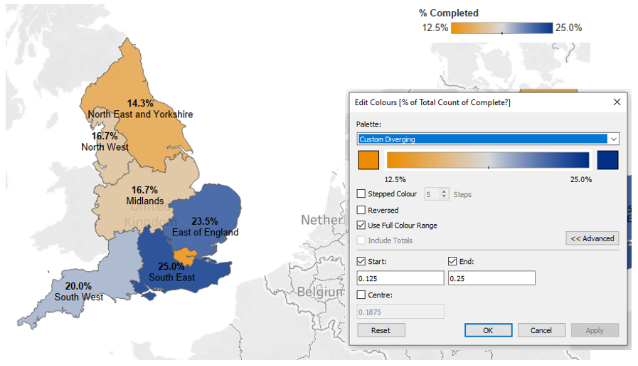 % Completed
12.5%
25.0%
14.3%
North East and Yorkshire
16.7%
North West
16.7%
Midlands
United
Kingdom
23.5%
East of England
25.0%
South East
20.0%
South West
Nether
Belgium
Edit Colours [% of Total Count of Complete?]
Palette:
Custom Diverging
12.5%
25.0%
Stepped Colour
5
Steps
Reversed
Use Full Colour Range
Include Totals
<< Advanced
Start:
End:
0.125
0.25
Centre:
0.1875
Reset
OK
Cancel
Apply